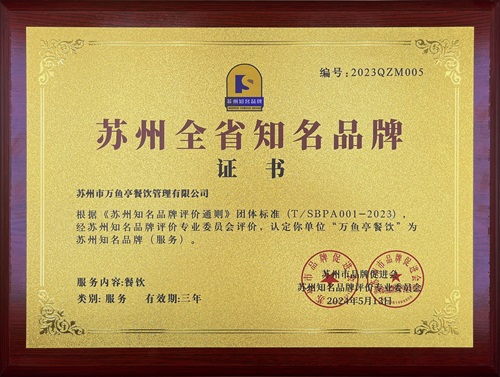 编号:2023QZM005
苏州知名品牌
苏州全省知名品牌
证书
苏州市万鱼亭餐饮管理有限公司
根据《苏州知名品牌评价通则》团体标准(T/SBPA001-2023),
经苏州知名品牌评价专业委员会评价,认定你单位“万鱼亭餐饮”为
苏州知名品牌(服务)。
服务内容:餐饮
类别:服务 有效期:三年
苏州市品牌促进会
苏州知名品牌评价专业委员会
2024年5月13日